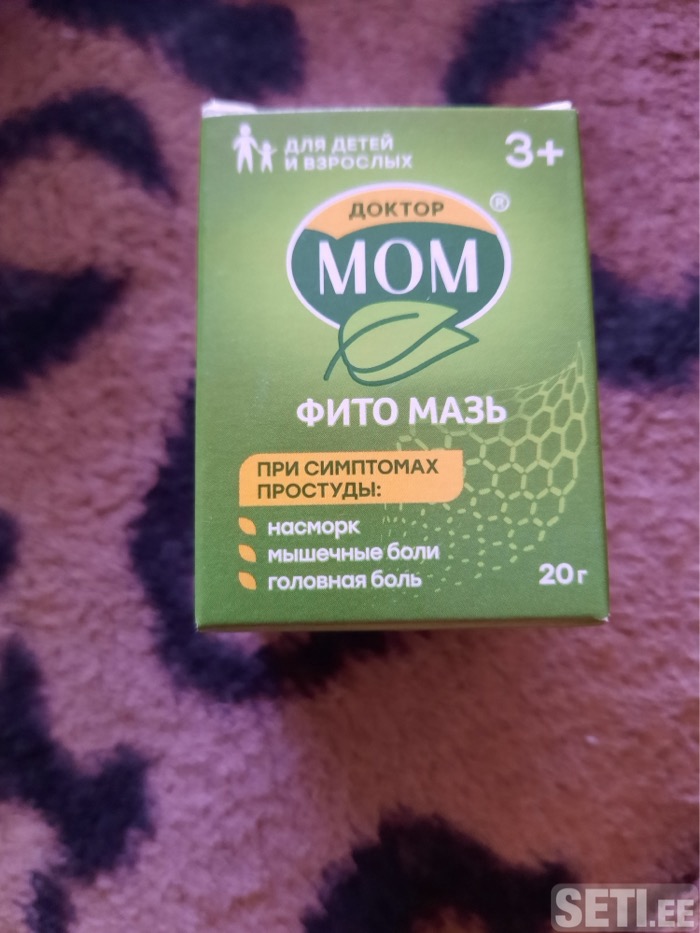 ДЛЯ ДЕТЕЙ
И ВЗРОСЛЫХ
3+
ДОКТОР
МОМ
®
ФИТО МАЗЬ
ПРИ СИМПТОМАХ
ПРОСТУДЫ:
насморк
мышечные боли
головная боль
20 г
SETI.EE